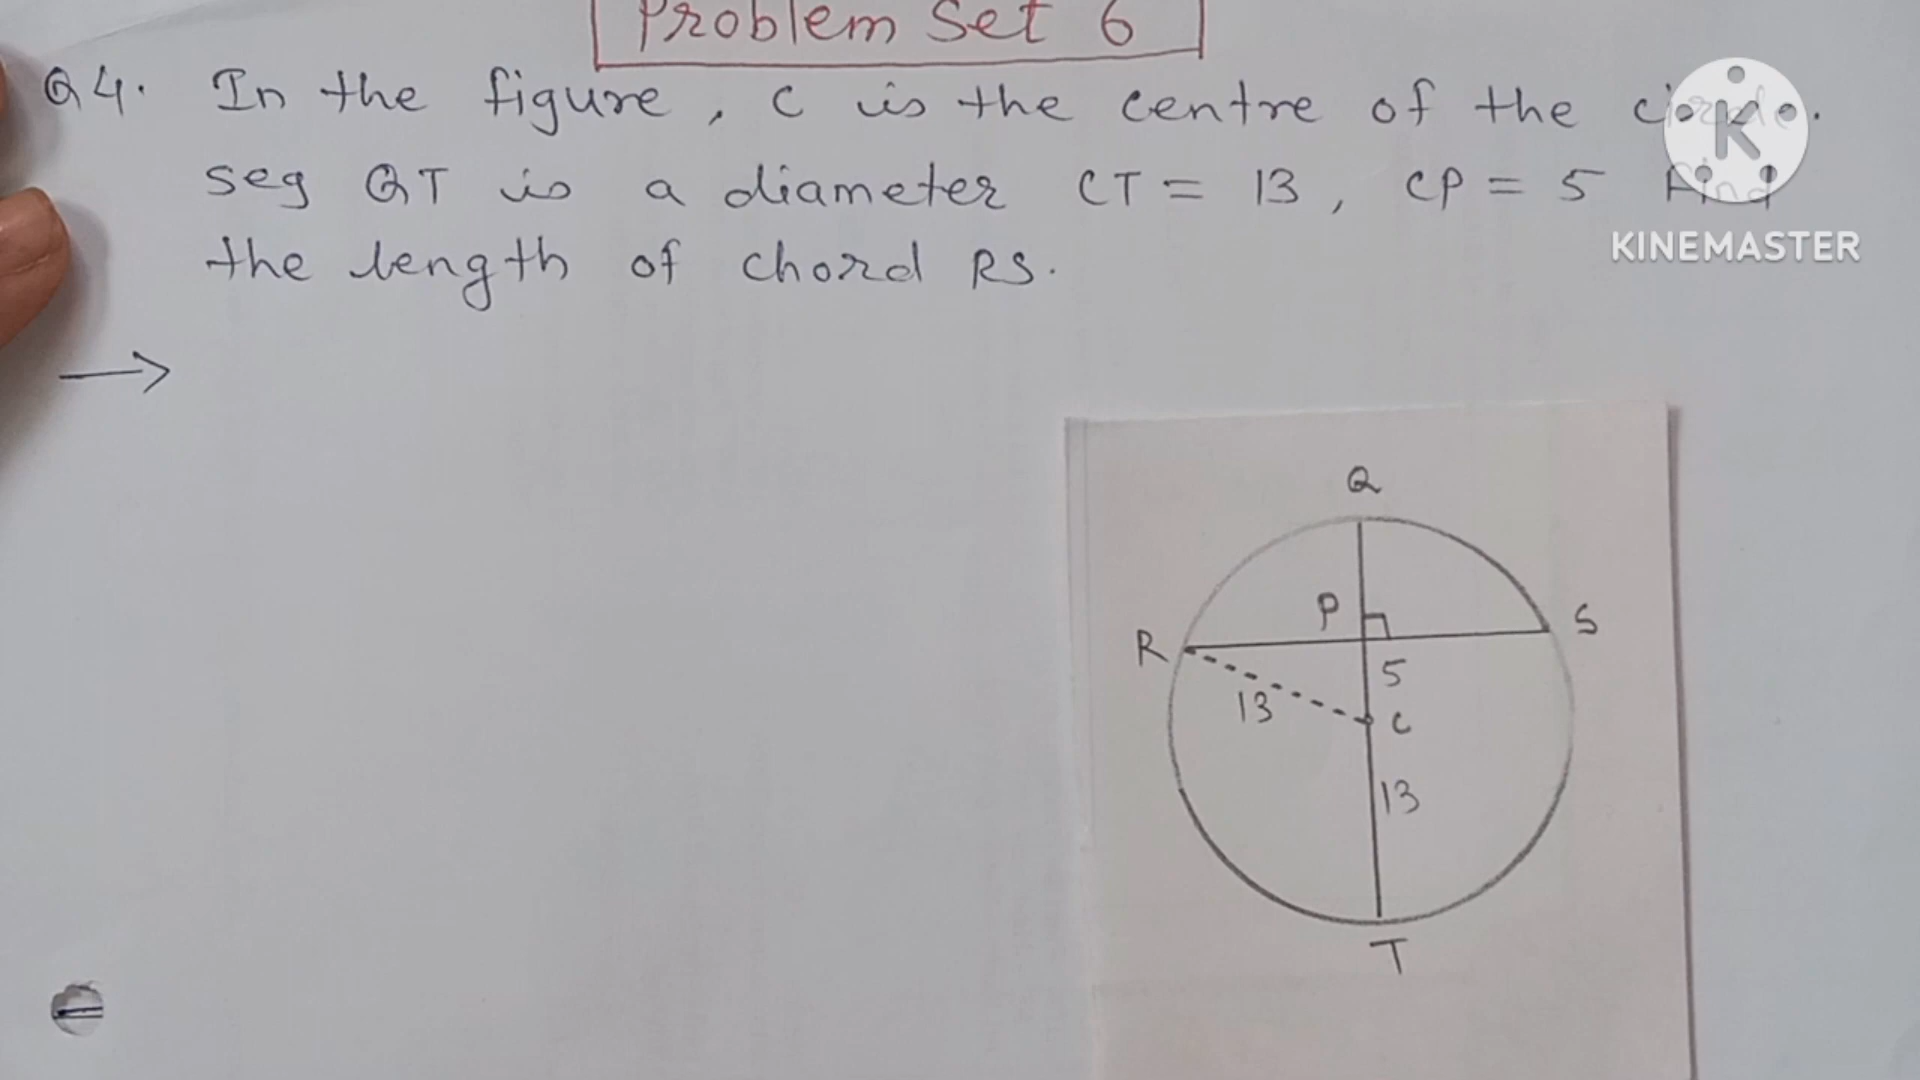 Problem Set 6
Q4. In the figure, C is the centre of the circle.
seg QT is a diameter CT = 13, CP = 5 Find
the length of chord RS.
K
KINEMASTER
Q
P
S
R
5
13
C
13
T